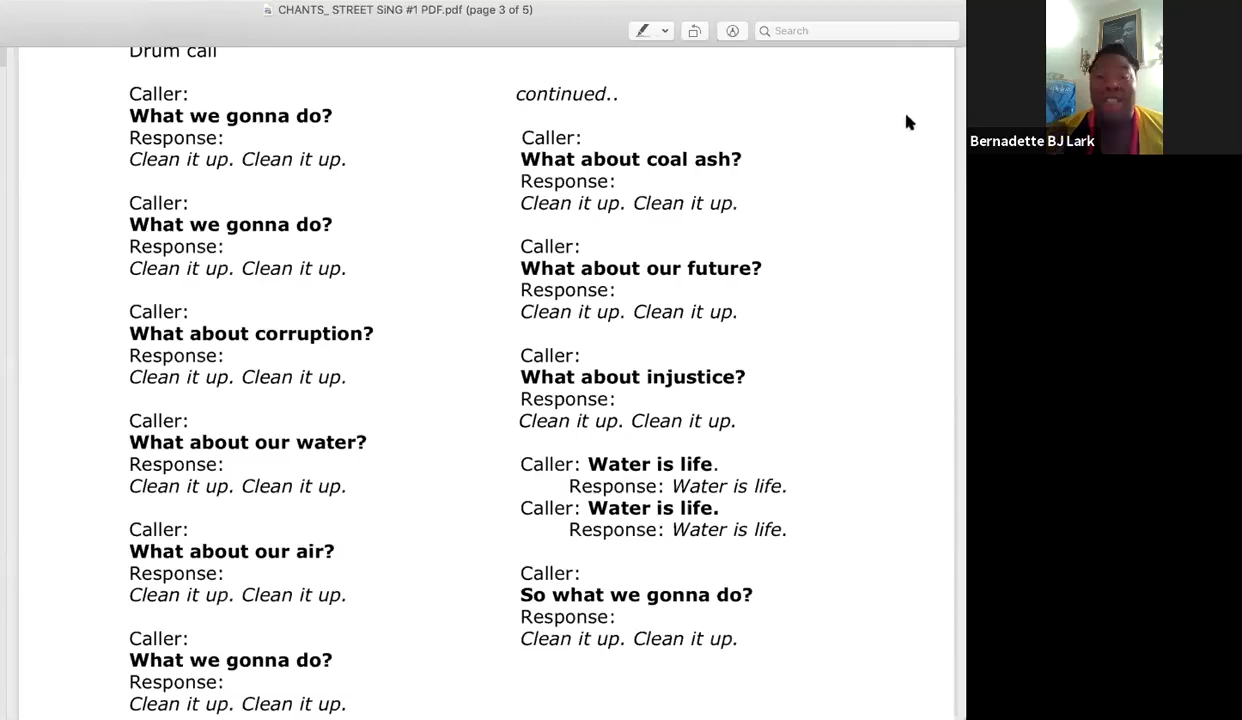 CHANTS_ STREET SiNG #1 PDF.pdf (page 3 of 5)
Search
Drum call
Caller:
What we gonna do?
Response:
Clean it up. Clean it up.
Caller:
What we gonna do?
Response:
Clean it up. Clean it up.
Caller:
What about corruption?
Response:
Clean it up. Clean it up.
Caller:
What about our water?
Response:
Clean it up. Clean it up.
Caller:
What about our air?
Response:
Clean it up. Clean it up.
Caller:
What we gonna do?
Response:
Clean it up. Clean it up.
continued..
Caller:
What about coal ash?
Response:
Clean it up. Clean it up.
Caller:
What about our future?
Response:
Clean it up. Clean it up.
Caller:
What about injustice?
Response:
Clean it up. Clean it up.
Caller: Water is life.
Response: Water is life.
Caller: Water is life.
Response: Water is life.
Caller:
So what we gonna do?
Response:
Clean it up. Clean it up.
Bernadette BJ Lark